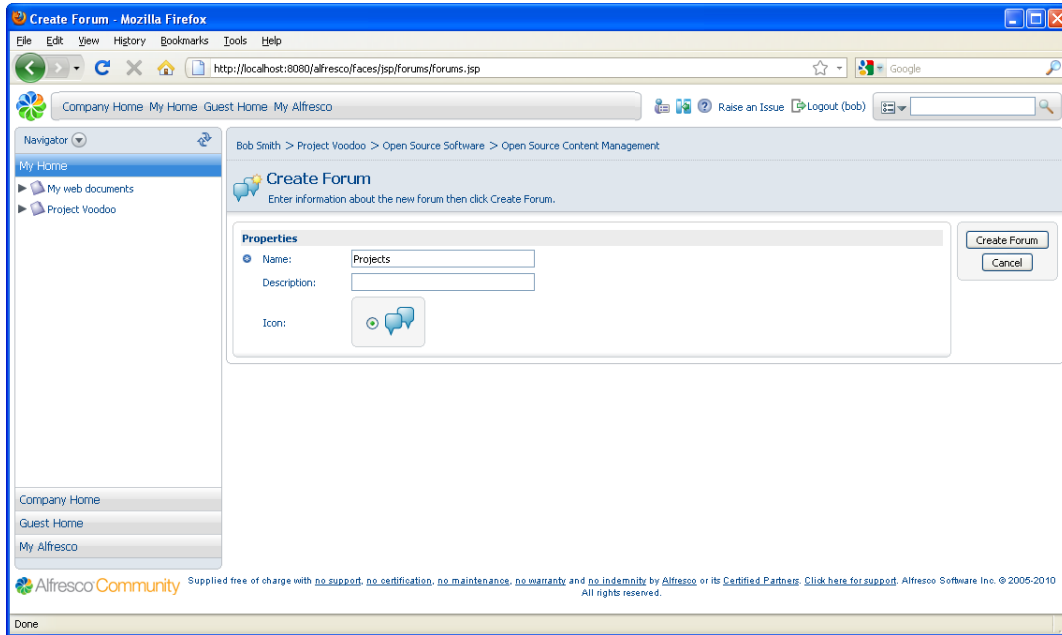 Create Forum - Mozilla Firefox
File Edit View History Bookmarks Tools Help
http://localhost:8080/alfresco/faces/jsp/forums/forums.jsp
Google
Company Home My Home Guest Home My Alfresco
Raise an Issue Logout (bob)
Navigator
My Home
My web documents
Project Voodoo
Company Home
Guest Home
My Alfresco
Bob Smith > Project Voodoo > Open Source Software > Open Source Content Management
Create Forum
Enter information about the new forum then click Create Forum.
Properties
Name: Projects
Description:
Icon:
Create Forum
Cancel
Alfresco Community
Supplied free of charge with no support, no certification, no maintenance, no warranty and no indemnity by Alfresco or its Certified Partners. Click here for support. Alfresco Software Inc. © 2005-2010
All rights reserved.
Done